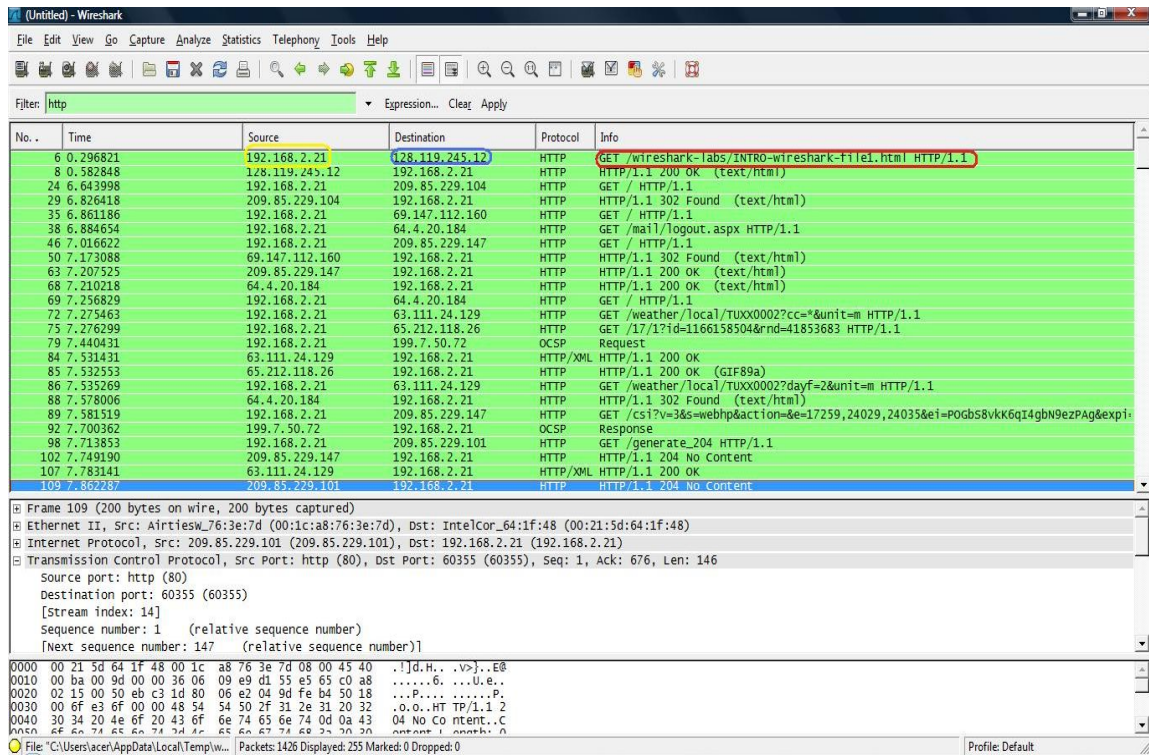 (Untitled) - Wireshark
File Edit View Go Capture Analyze Statistics Telephony Tools Help
Filter: http Expression... Clear Apply
No. . Time Source Destination Protocol Info
6 0.296821 192.168.2.21 128.119.245.12 HTTP GET /wireshark-labs/INTRO-wireshark-file1.html HTTP/1.1
8 0.582848 128.119.245.12 192.168.2.21 HTTP HTTP/1.1 200 OK (text/html)
24 6.643998 192.168.2.21 209.85.229.104 HTTP GET / HTTP/1.1
29 6.826418 209.85.229.104 192.168.2.21 HTTP HTTP/1.1 302 Found (text/html)
35 6.861186 192.168.2.21 69.147.112.160 HTTP GET / HTTP/1.1
38 6.884654 192.168.2.21 64.4.20.184 HTTP GET /mail/logout.aspx HTTP/1.1
46 7.016622 192.168.2.21 209.85.229.147 HTTP GET / HTTP/1.1
50 7.173088 69.147.112.160 192.168.2.21 HTTP HTTP/1.1 302 Found (text/html)
63 7.207525 209.85.229.147 192.168.2.21 HTTP HTTP/1.1 200 OK (text/html)
68 7.210218 64.4.20.184 192.168.2.21 HTTP HTTP/1.1 200 OK (text/html)
69 7.256829 192.168.2.21 64.4.20.184 HTTP GET / HTTP/1.1
72 7.275463 192.168.2.21 63.111.24.129 HTTP GET /weather/local/TUXX0002?cc=*&unit=m HTTP/1.1
75 7.276299 192.168.2.21 65.212.118.26 HTTP GET /17/1?id=1166158504&rnd=41853683 HTTP/1.1
79 7.440431 192.168.2.21 199.7.50.72 OCSP Request
84 7.531431 63.111.24.129 192.168.2.21 HTTP/XML HTTP/1.1 200 OK
85 7.532553 65.212.118.26 192.168.2.21 HTTP HTTP/1.1 200 OK (GIF89a)
86 7.535269 192.168.2.21 63.111.24.129 HTTP GET /weather/local/TUXX0002?dayf=2&unit=m HTTP/1.1
88 7.578006 64.4.20.184 192.168.2.21 HTTP HTTP/1.1 302 Found (text/html)
89 7.581519 192.168.2.21 209.85.229.147 HTTP GET /csi?v=3&s=webhp&action=&e=17259,24029,24035&ei=POGbS8vkK6qI4gbN9ezPAg&expi
92 7.700362 199.7.50.72 192.168.2.21 OCSP Response
98 7.713853 192.168.2.21 209.85.229.101 HTTP GET /generate_204 HTTP/1.1
102 7.749190 209.85.229.147 192.168.2.21 HTTP HTTP/1.1 204 No Content
107 7.783141 63.111.24.129 192.168.2.21 HTTP/XML HTTP/1.1 200 OK
109 7.862287 209.85.229.101 192.168.2.21 HTTP HTTP/1.1 204 No Content
Frame 109 (200 bytes on wire, 200 bytes captured)
Ethernet II, Src: AirtiesW_76:3e:7d (00:1c:a8:76:3e:7d), Dst: IntelCor_64:1f:48 (00:21:5d:64:1f:48)
Internet Protocol, Src: 209.85.229.101 (209.85.229.101), Dst: 192.168.2.21 (192.168.2.21)
Transmission Control Protocol, Src Port: http (80), Dst Port: 60355 (60355), Seq: 1, Ack: 676, Len: 146
Source port: http (80)
Destination port: 60355 (60355)
[Stream index: 14]
Sequence number: 1 (relative sequence number)
[Next sequence number: 147 (relative sequence number)]
0000 00 21 5d 64 1f 48 00 1c a8 76 3e 7d 08 00 45 40 .!]d.H.. .v>}..E@
0010 00 ba 00 9d 00 00 36 06 09 e9 d1 55 e5 65 c0 a8 ......6. ...U.e..
0020 02 15 00 50 eb c3 1d 80 06 e2 04 9d fe b4 50 18 ...P.... ......P.
0030 00 6f e3 6f 00 00 48 54 54 50 2f 31 2e 31 20 32 .o.o..HT TP/1.1 2
0040 30 34 20 4e 6f 20 43 6f 6e 74 65 6e 74 0d 0a 43 04 No Co ntent..C
File: "C:\Users\acer\AppData\Local\Temp\w... Packets: 1426 Displayed: 255 Marked: 0 Dropped: 0 Profile: Default